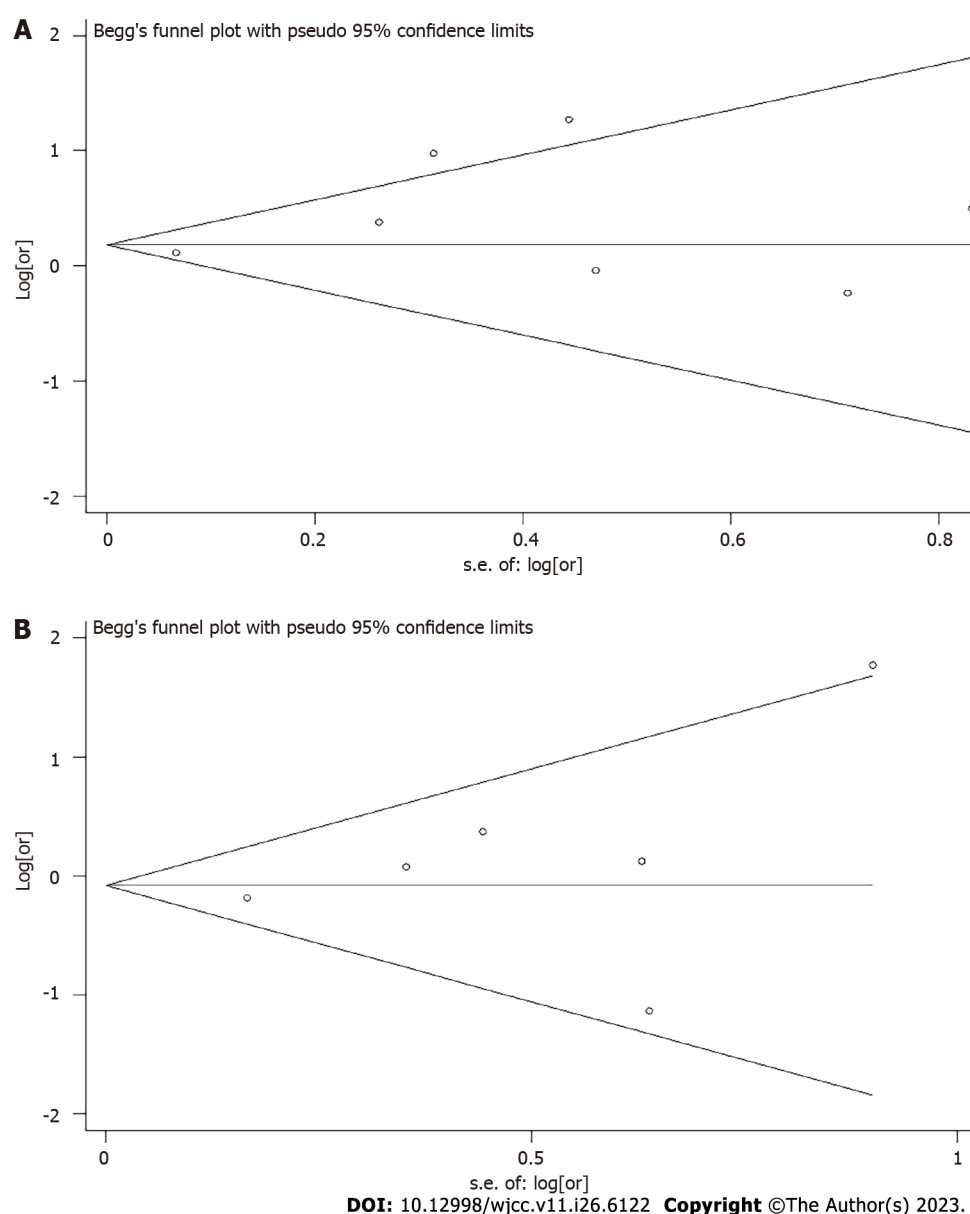 A
Begg's funnel plot with pseudo 95% confidence limits
2
1
0
-1
-2
Log[or]
0 0.2 0.4 0.6 0.8
s.e. of: log[or]
B
Begg's funnel plot with pseudo 95% confidence limits
2
1
0
-1
-2
Log[or]
0 0.5 1
s.e. of: log[or]
DOI: 10.12998/wjcc.v11.i26.6122 Copyright ©The Author(s) 2023.